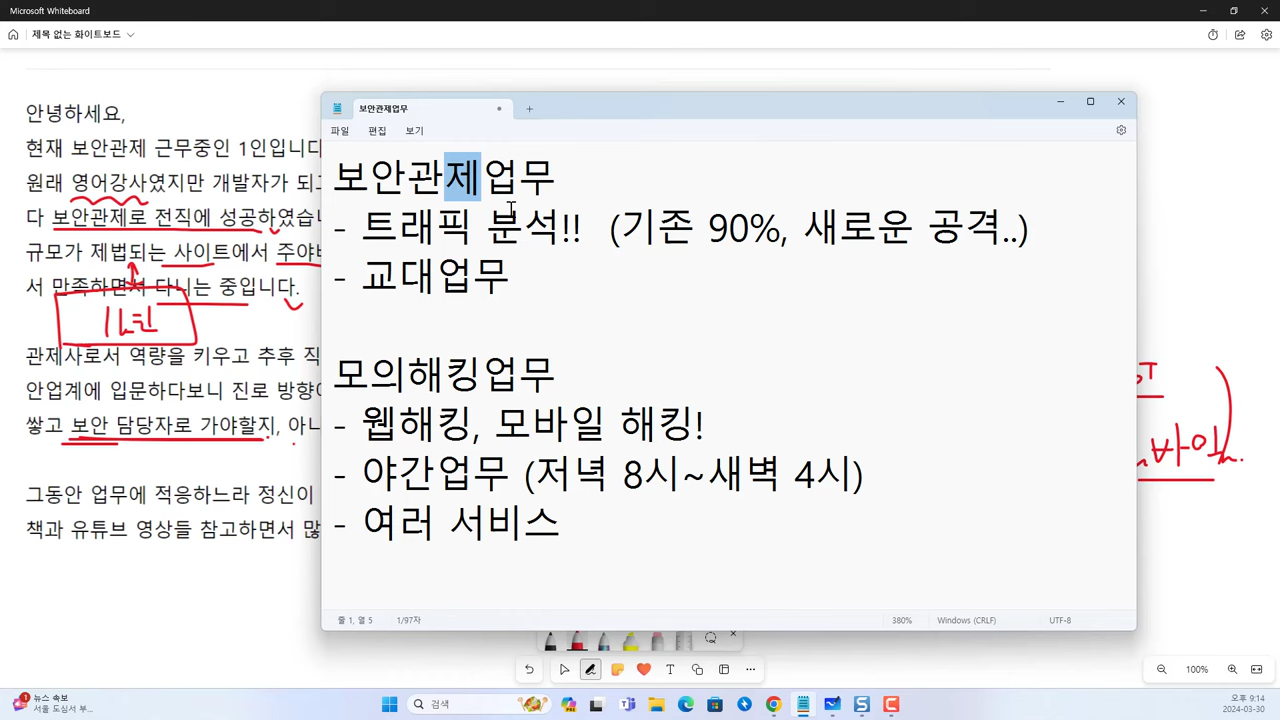 Microsoft Whiteboard
제목 없는 화이트보드
안녕하세요,
현재 보안관제 근무중인 1인입니다
원래 영어강사였지만 개발자가 되고
다 보안관제로 전직에 성공하였습니
규모가 제법되는 사이트에서 주야비
서 만족하면서 다니는 중입니다.
관제사로서 역량을 키우고 추후 직
안업계에 입문하다보니 진로 방향이
쌓고 보안 담당자로 가야할지, 아니
그동안 업무에 적응하느라 정신이
책과 유튜브 영상들 참고하면서 많
보안관제업무
파일 편집 보기
보안관제업무
- 트래픽 분석!! (기존 90%, 새로운 공격..)
- 교대업무
모의해킹업무
- 웹해킹, 모바일 해킹!
- 야간업무 (저녁 8시~새벽 4시)
- 여러 서비스
줄 1, 열 5 1/97자 380% Windows (CRLF) UTF-8
100%
1
뉴스 속보
서울 도심서 부...
검색
오후 9:14
2024-03-30